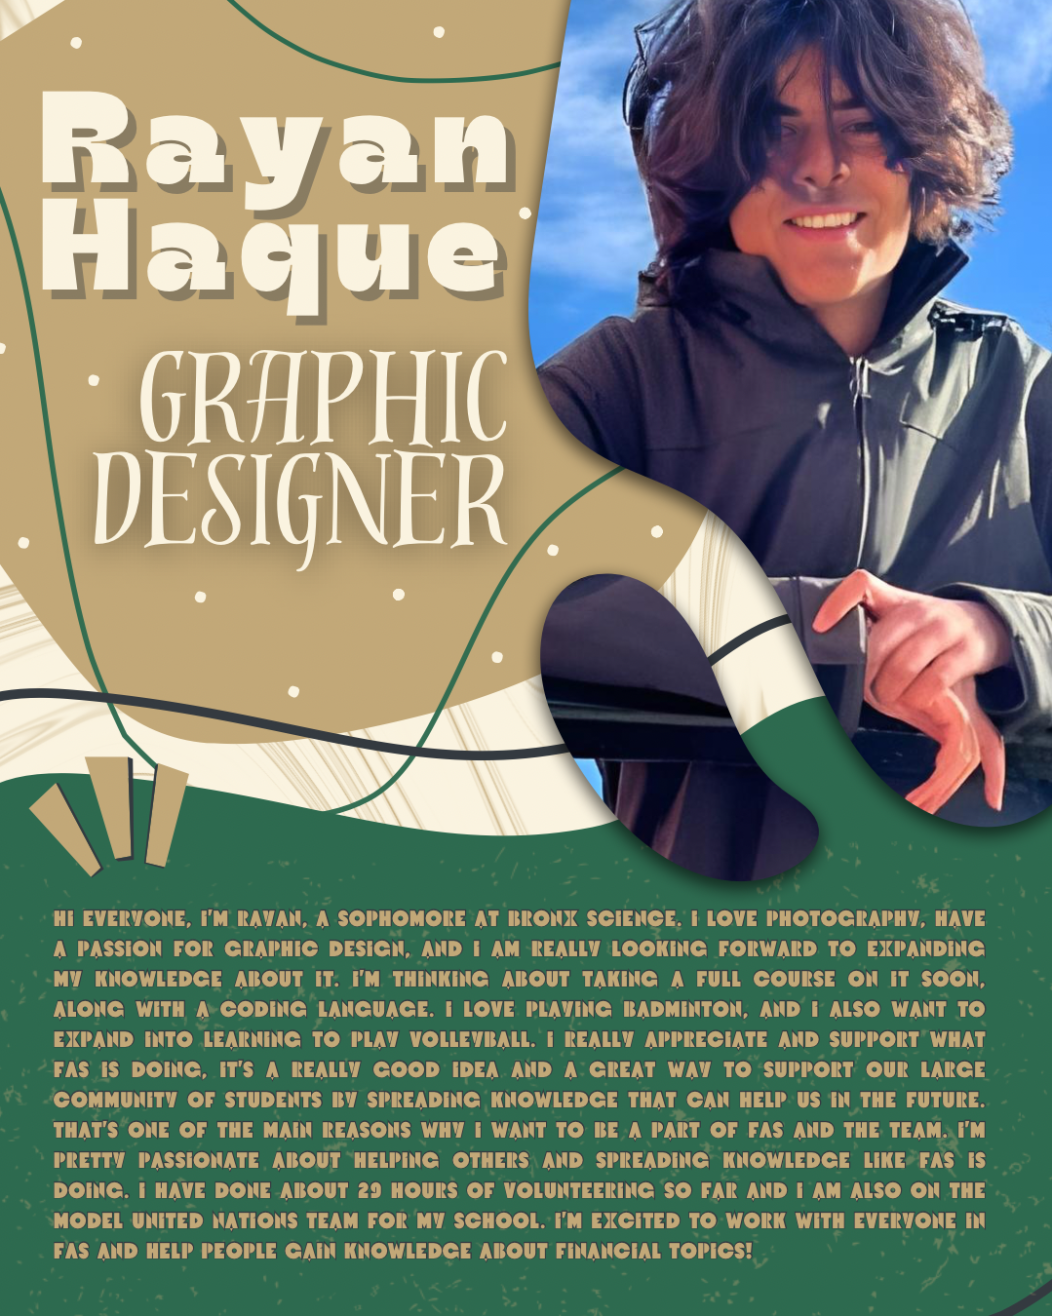 Rayan
Haque
GRAPHIC
DESIGNER
HI EVERYONE, I'M RAYAN, A SOPHOMORE AT BRONX SCIENCE. I LOVE PHOTOGRAPHY, HAVE
A PASSION FOR GRAPHIC DESIGN, AND I AM REALLY LOOKING FORWARD TO EXPANDING
MY KNOWLEDGE ABOUT IT. I'M THINKING ABOUT TAKING A FULL COURSE ON IT SOON,
ALONG WITH A CODING LANGUAGE. I LOVE PLAYING BADMINTON, AND I ALSO WANT TO
EXPAND INTO LEARNING TO PLAY VOLLEYBALL. I REALLY APPRECIATE AND SUPPORT WHAT
FAS IS DOING, IT'S A REALLY GOOD IDEA AND A GREAT WAY TO SUPPORT OUR LARGE
COMMUNITY OF STUDENTS BY SPREADING KNOWLEDGE THAT CAN HELP US IN THE FUTURE.
THAT'S ONE OF THE MAIN REASONS WHY I WANT TO BE A PART OF FAS AND THE TEAM. I'M
PRETTY PASSIONATE ABOUT HELPING OTHERS AND SPREADING KNOWLEDGE LIKE FAS IS
DOING. I HAVE DONE ABOUT 29 HOURS OF VOLUNTEERING SO FAR AND I AM ALSO ON THE
MODEL UNITED NATIONS TEAM FOR MY SCHOOL. I'M EXCITED TO WORK WITH EVERYONE IN
FAS AND HELP PEOPLE GAIN KNOWLEDGE ABOUT FINANCIAL TOPICS!